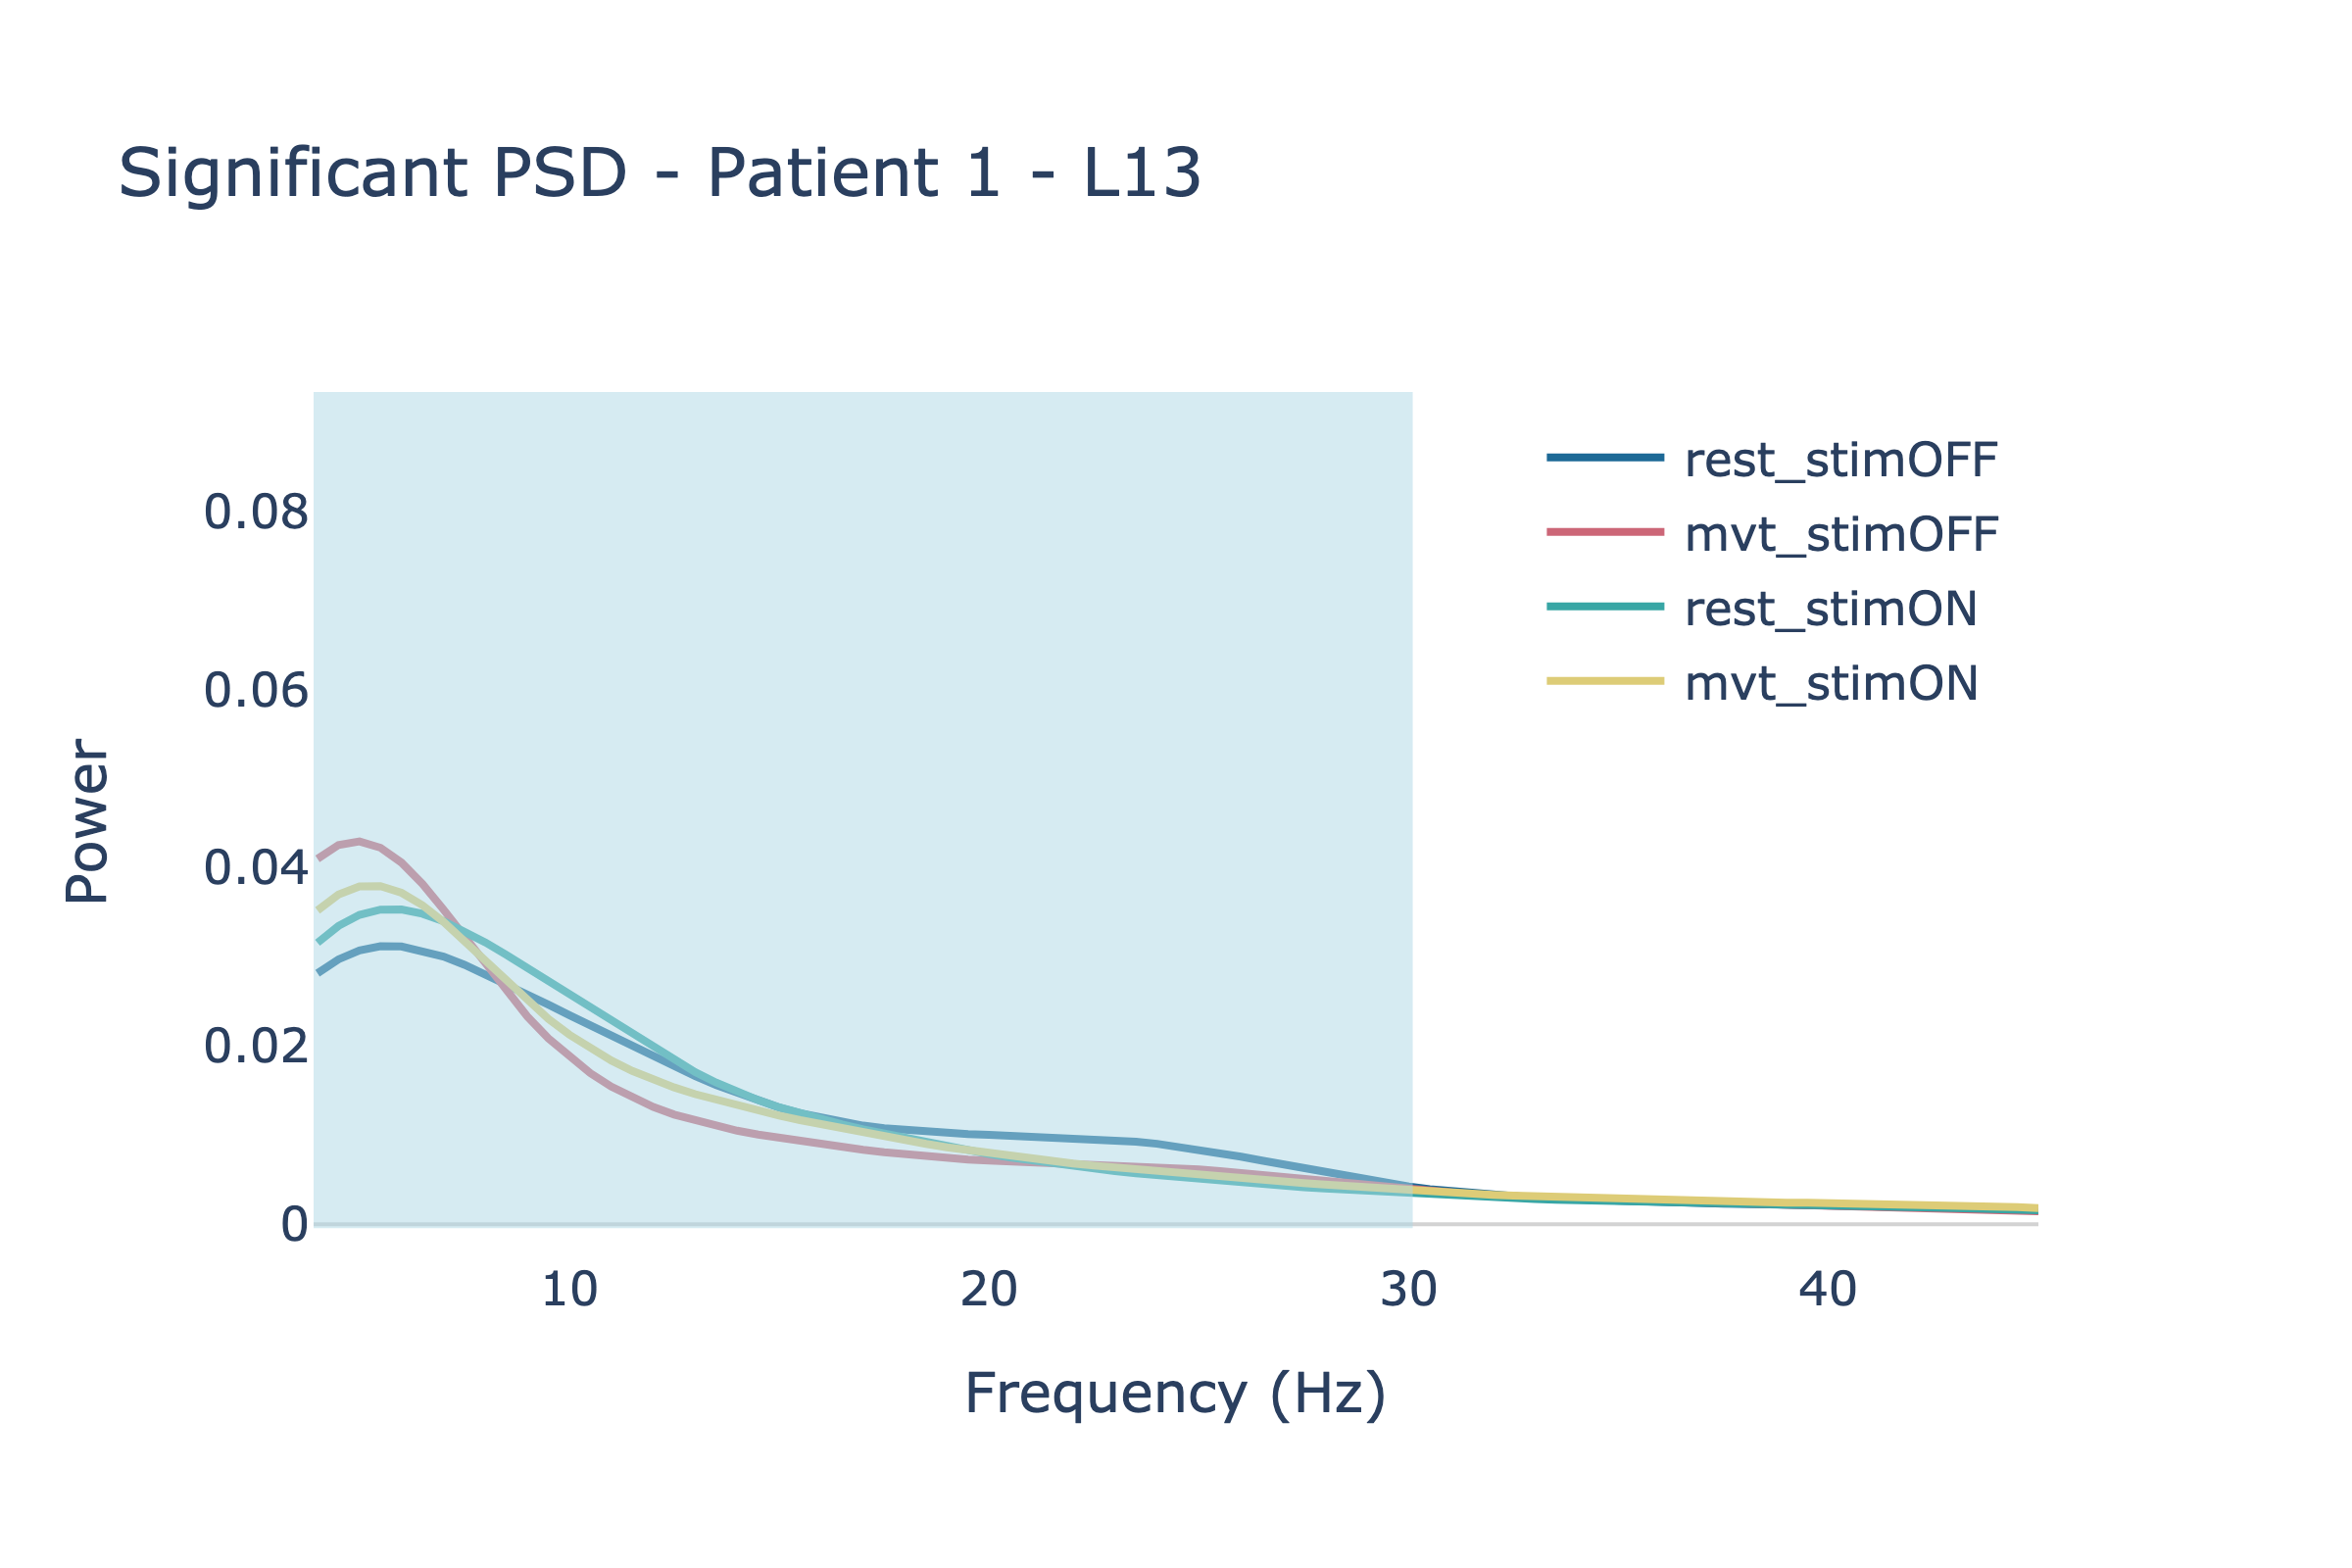 Significant PSD - Patient 1 - L13
rest_stimOFF
mvt_stimOFF
rest_stimON
mvt_stimON
Power
0.08
0.06
0.04
0.02
0
10 20 30 40
Frequency (Hz)